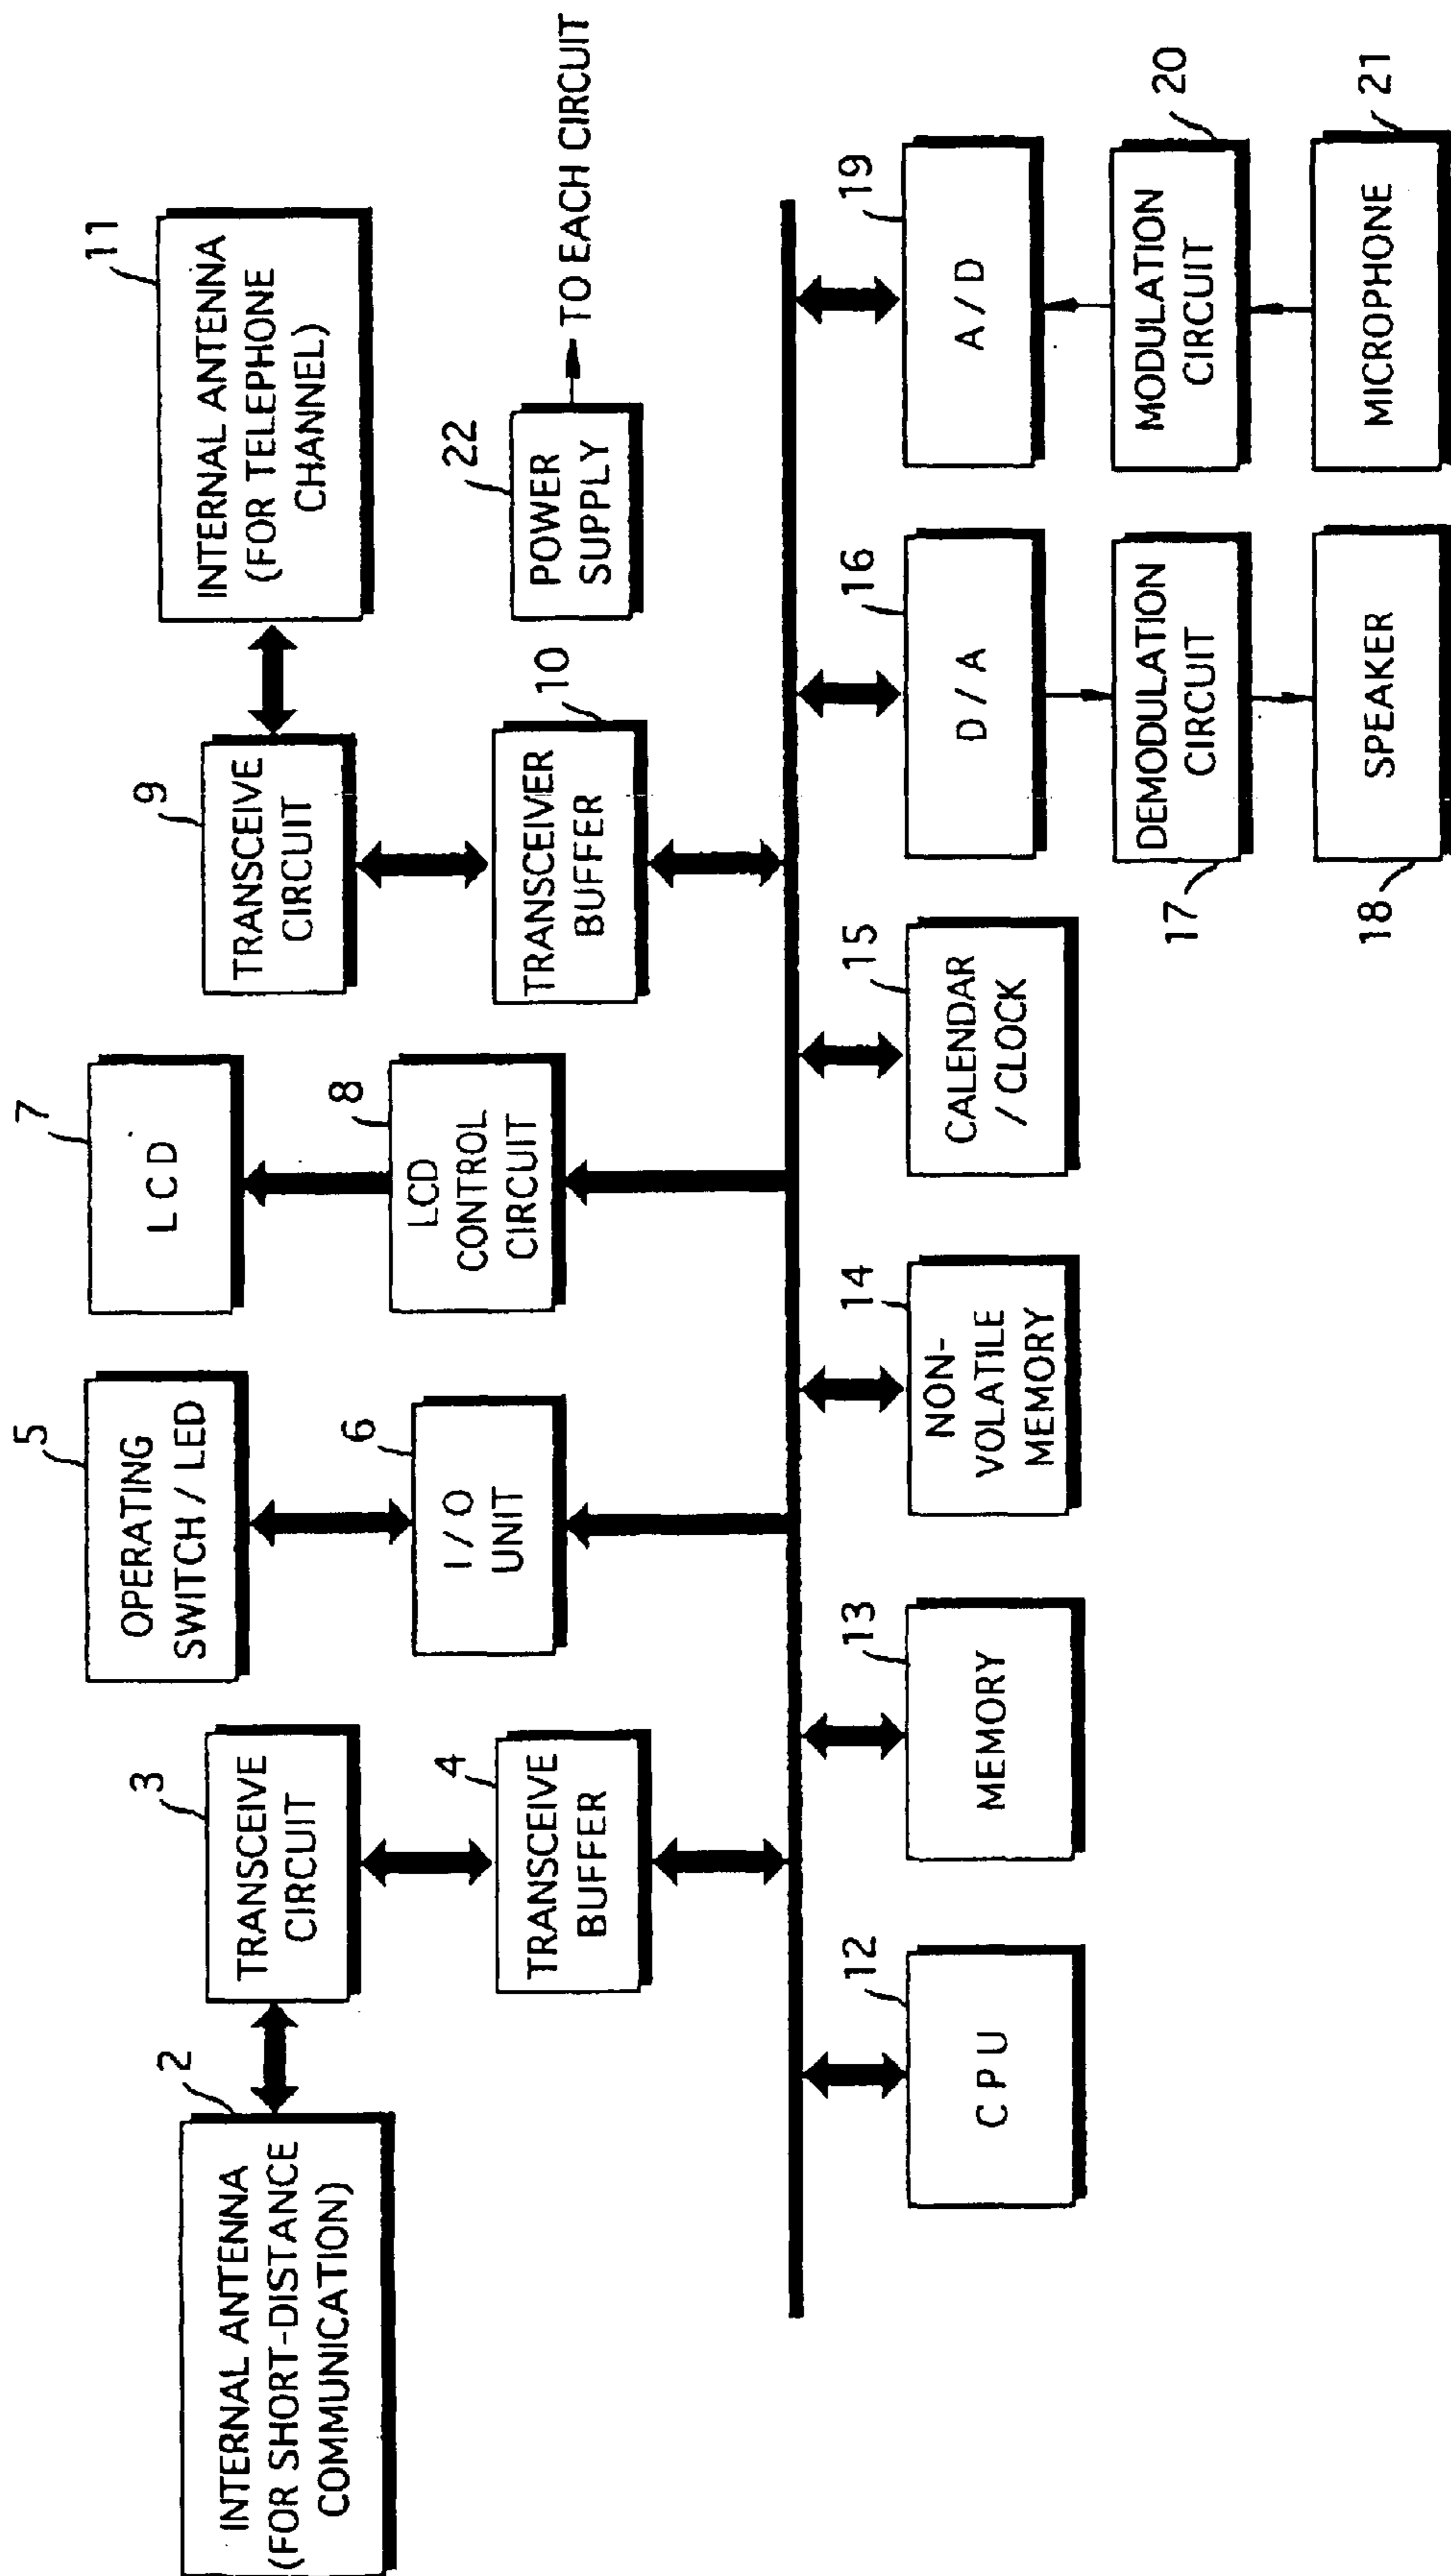 2
INTERNAL ANTENNA
(FOR SHORT-DISTANCE
COMMUNICATION)
3
TRANSCEIVE
CIRCUIT
4
TRANSCEIVE
BUFFER
5
OPERATING
SWITCH / LED
6
I / O
UNIT
7
LCD
8
LCD
CONTROL
CIRCUIT
9
TRANSCEIVE
CIRCUIT
10
TRANSCEIVER
BUFFER
11
INTERNAL ANTENNA
(FOR TELEPHONE
CHANNEL)
22
POWER
SUPPLY
TO EACH CIRCUIT
12
CPU
13
MEMORY
14
NON-
VOLATILE
MEMORY
15
CALENDAR
/ CLOCK
16
D / A
17
DEMODULATION
CIRCUIT
18
SPEAKER
19
A / D
20
MODULATION
CIRCUIT
21
MICROPHONE